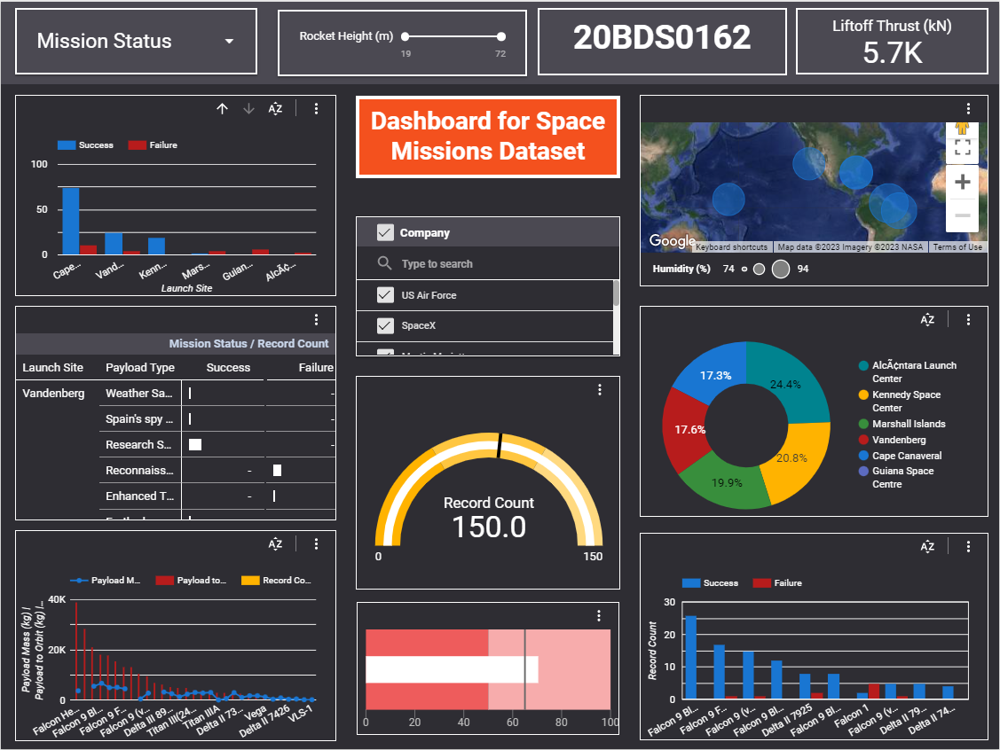 Mission Status
Rocket Height (m)
19
72
20BDS0162
Liftoff Thrust (kN)
5.7K
Success
Failure
100
50
0
Cape…
Vand…
Kenn…
Mars…
Guian…
AlcÃ¢…
Launch Site
Dashboard for Space
Missions Dataset
Google
Keyboard shortcuts
Map data ©2023 Imagery ©2023 NASA
Terms of Use
Humidity (%)
74
94
Company
Type to search
US Air Force
SpaceX
Mission Status / Record Count
Launch Site Payload Type Success Failure
Vandenberg Weather Sa… -
Spain's spy … -
Research S… -
Reconnaiss… -
Enhanced T… -
Record Count
150.0
0
150
17.3%
24.4%
17.6%
20.8%
19.9%
AlcÃ¢ntara Launch
Center
Kennedy Space
Center
Marshall Islands
Vandenberg
Cape Canaveral
Guiana Space
Centre
Payload M…
Payload to…
Record Co…
Payload Mass (kg) |
Payload to Orbit (kg) |…
40K
20K
0
Falcon He…
Falcon 9 Bl…
Falcon 9 F…
Falcon 9 (v…
Delta III 89…
Titan III(24…
Titan IIIA
Delta II 73…
Vega
Delta II 7426
VLS-1
0
20
40
60
80
100
Success
Failure
Record Count
30
20
10
0
Falcon 9 Bl…
Falcon 9 F…
Falcon 9 (v…
Falcon 9 Bl…
Delta II 7925
Falcon 9 Bl…
Falcon 1
Falcon 9 (v…
Delta II 79…
Delta II 74…